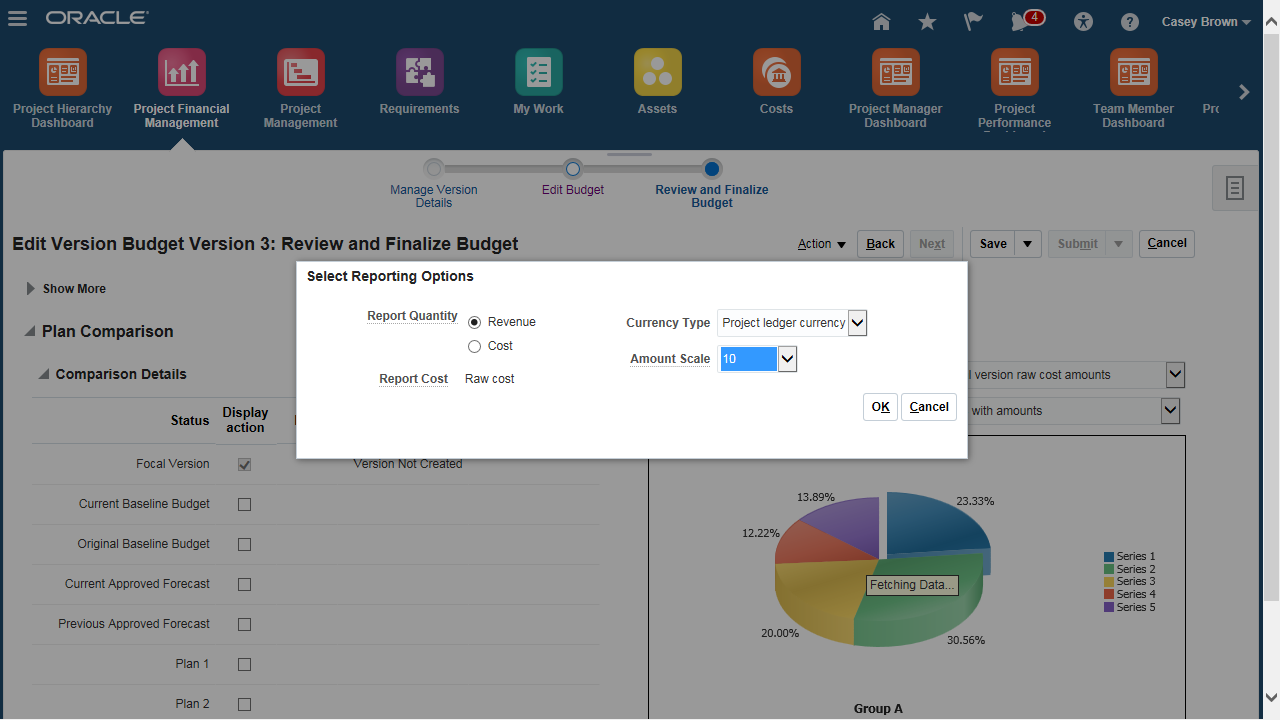 ORACLE
4
Casey Brown
Project Hierarchy
Dashboard
Project Financial
Management
Project
Management
Requirements
My Work
Assets
Costs
Project Manager
Dashboard
Project
Performance
Team Member
Dashboard
Manage Version
Details
Edit Budget
Review and Finalize
Budget
Edit Version Budget Version 3: Review and Finalize Budget
Action
Back
Next
Save
Submit
Cancel
Show More
Plan Comparison
Comparison Details
Status
Display
action
Focal Version
Version Not Created
Current Baseline Budget
Original Baseline Budget
Current Approved Forecast
Previous Approved Forecast
Plan 1
Plan 2
Select Reporting Options
Report Quantity
Revenue
Cost
Report Cost
Raw cost
Currency Type
Project ledger currency
Amount Scale
10
OK
Cancel
version raw cost amounts
with amounts
13.89%
23.33%
12.22%
20.00%
30.56%
Fetching Data...
Series 1
Series 2
Series 3
Series 4
Series 5
Group A